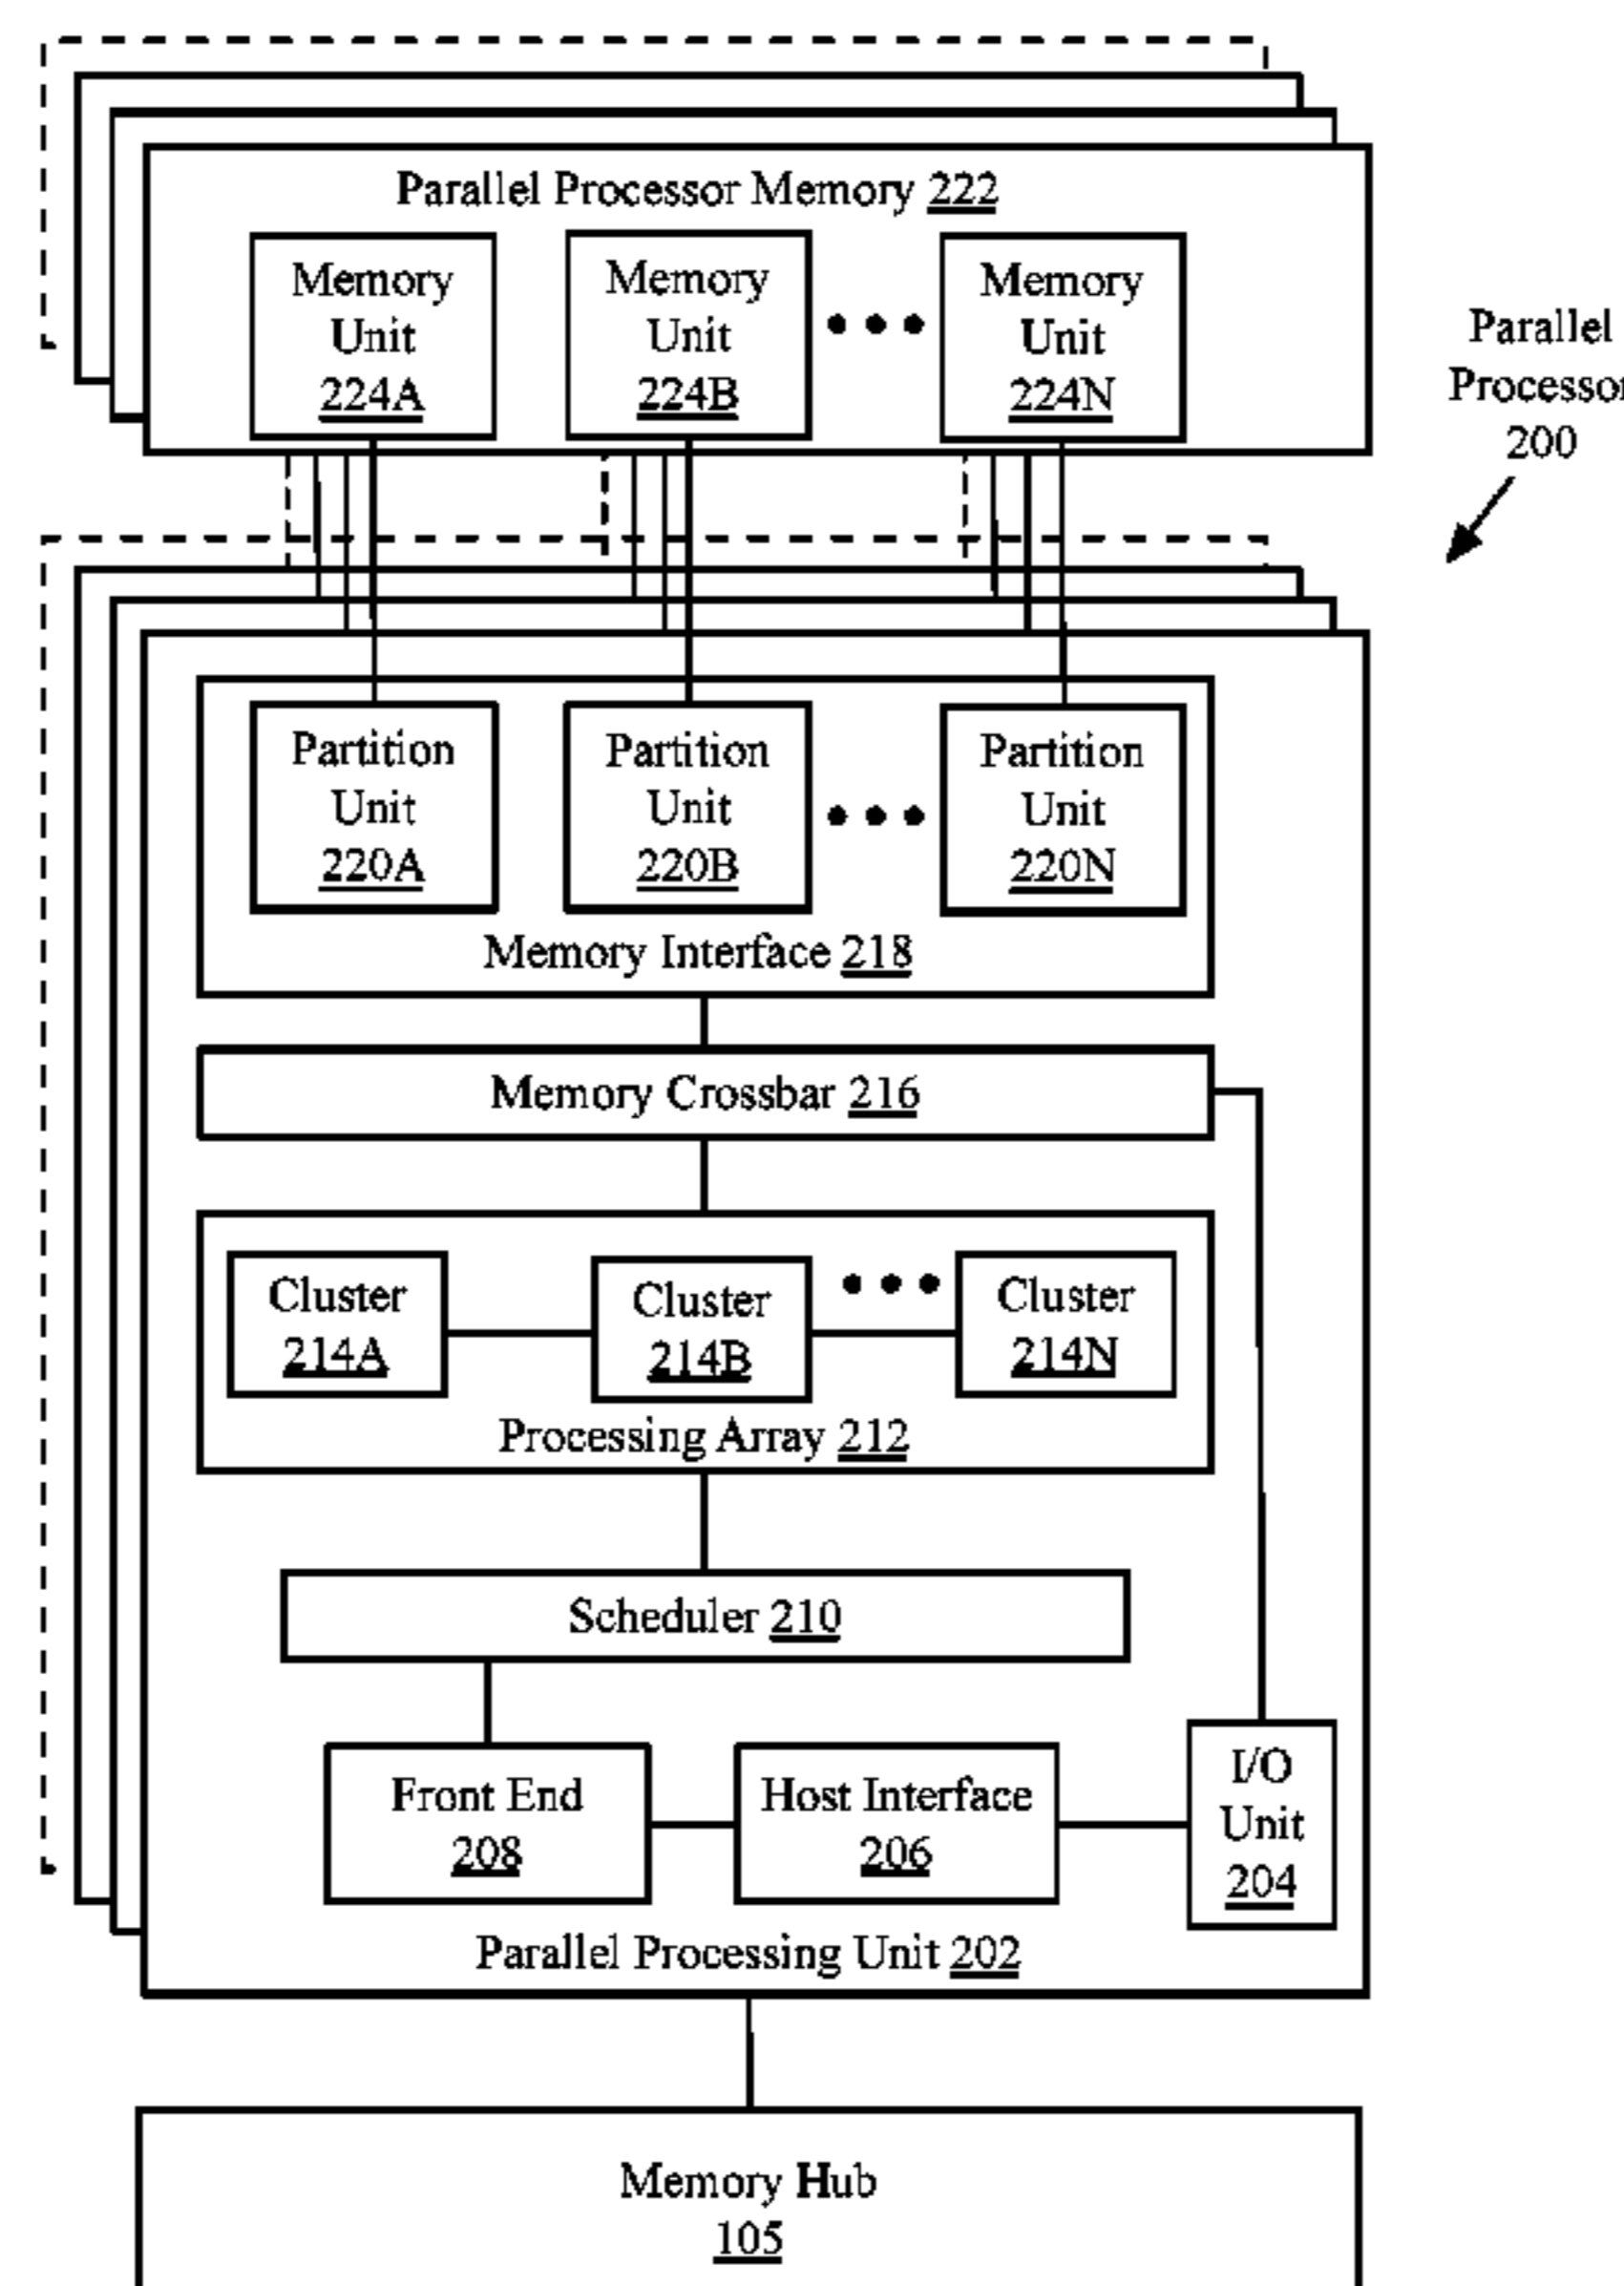 Parallel Processor Memory 222
Memory
Unit
224A
Memory
Unit
224B
Memory
Unit
224N
Parallel
Processor
200
Partition
Unit
220A
Partition
Unit
220B
Partition
Unit
220N
Memory Interface 218
Memory Crossbar 216
Cluster
214A
Cluster
214B
Cluster
214N
Processing Array 212
Scheduler 210
Front End
208
Host Interface
206
I/O
Unit
204
Parallel Processing Unit 202
Memory Hub
105